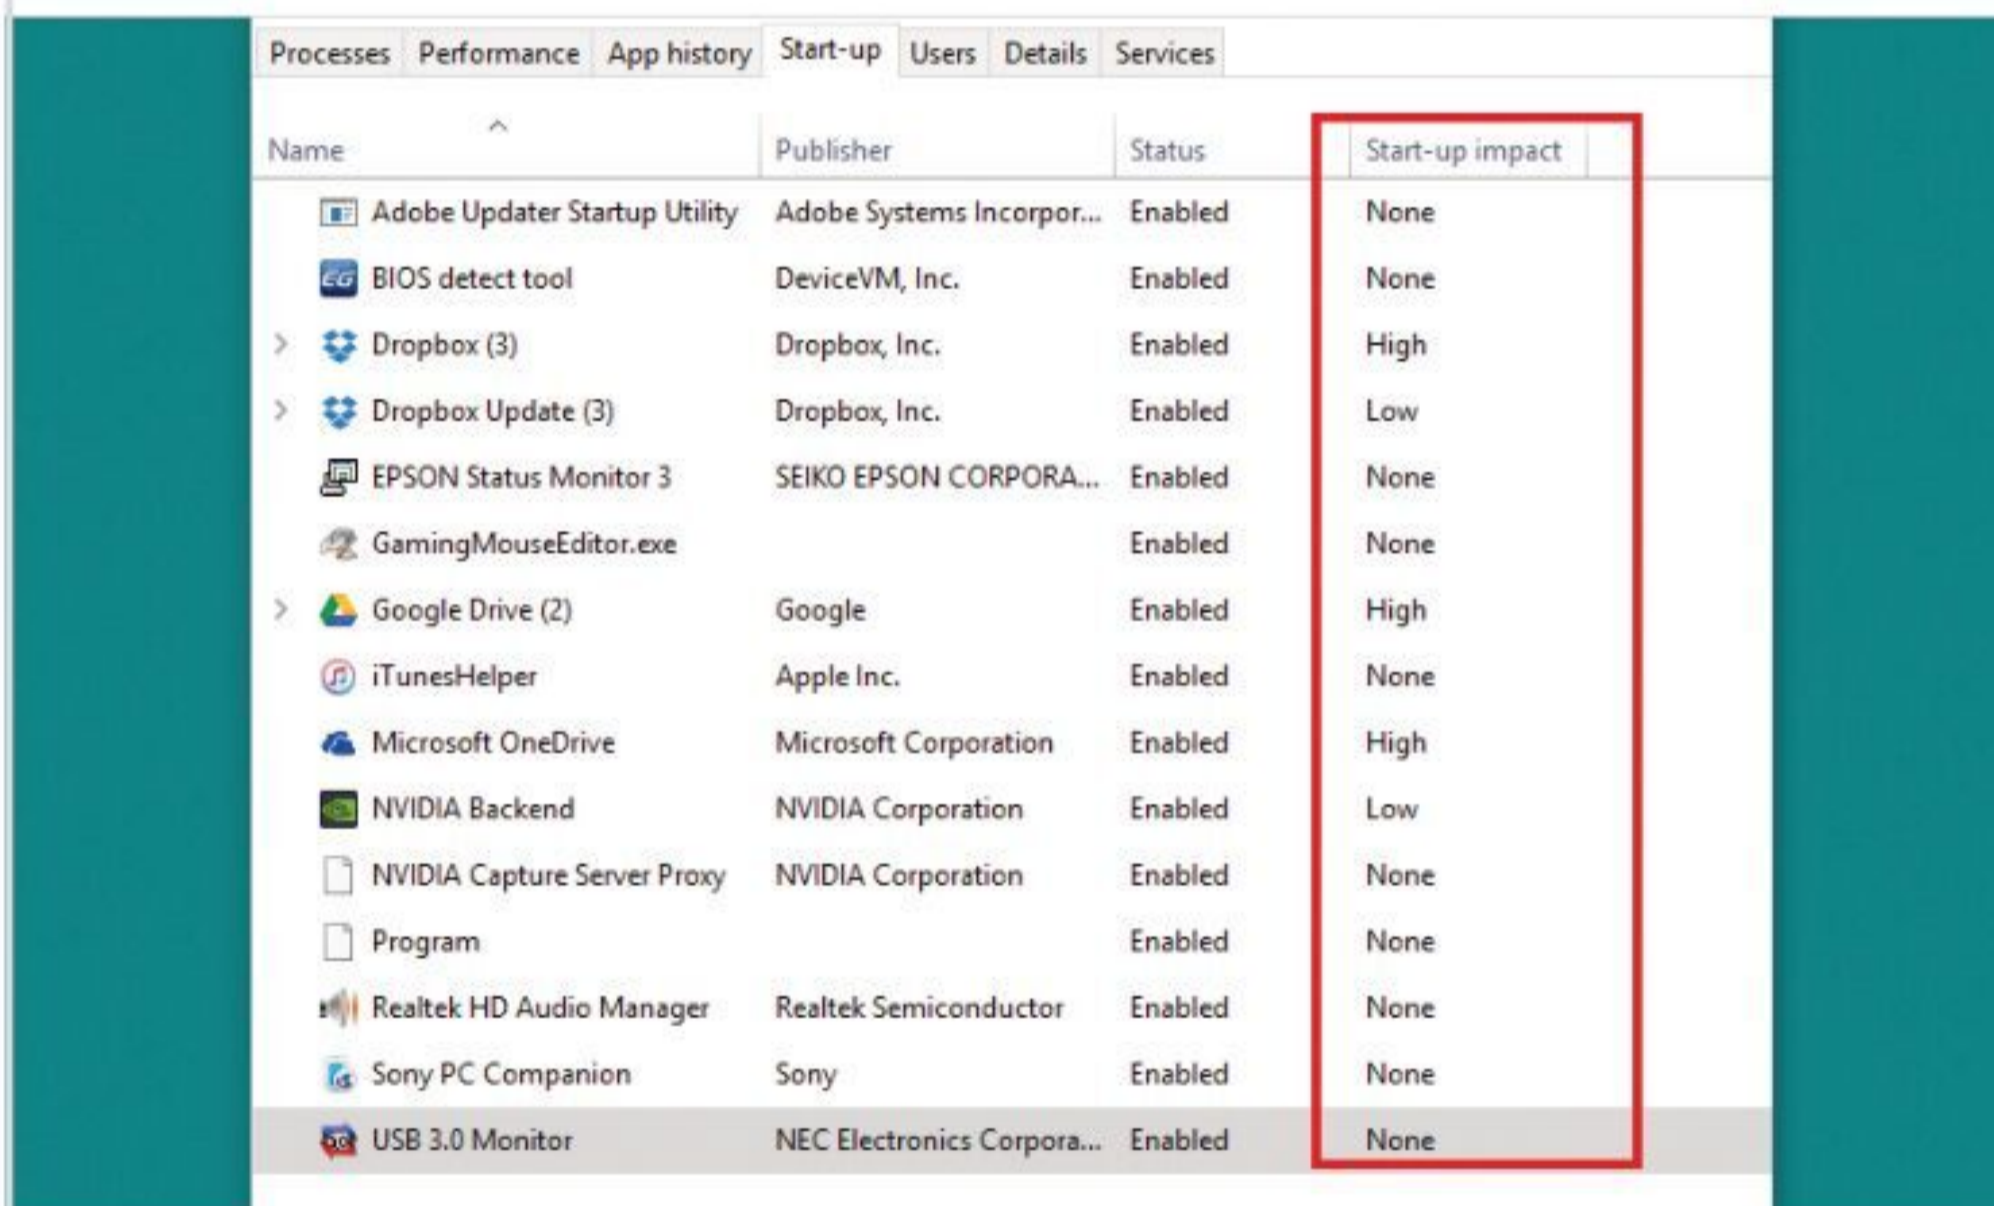 Processes Performance App history Start-up Users Details Services
Name Publisher Status Start-up impact
Adobe Updater Startup Utility Adobe Systems Incorpor... Enabled None
BIOS detect tool DeviceVM, Inc. Enabled None
Dropbox (3) Dropbox, Inc. Enabled High
Dropbox Update (3) Dropbox, Inc. Enabled Low
EPSON Status Monitor 3 SEIKO EPSON CORPORA... Enabled None
GamingMouseEditor.exe Enabled None
Google Drive (2) Google Enabled High
iTunesHelper Apple Inc. Enabled None
Microsoft OneDrive Microsoft Corporation Enabled High
NVIDIA Backend NVIDIA Corporation Enabled Low
NVIDIA Capture Server Proxy NVIDIA Corporation Enabled None
Program Enabled None
Realtek HD Audio Manager Realtek Semiconductor Enabled None
Sony PC Companion Sony Enabled None
USB 3.0 Monitor NEC Electronics Corpora... Enabled None